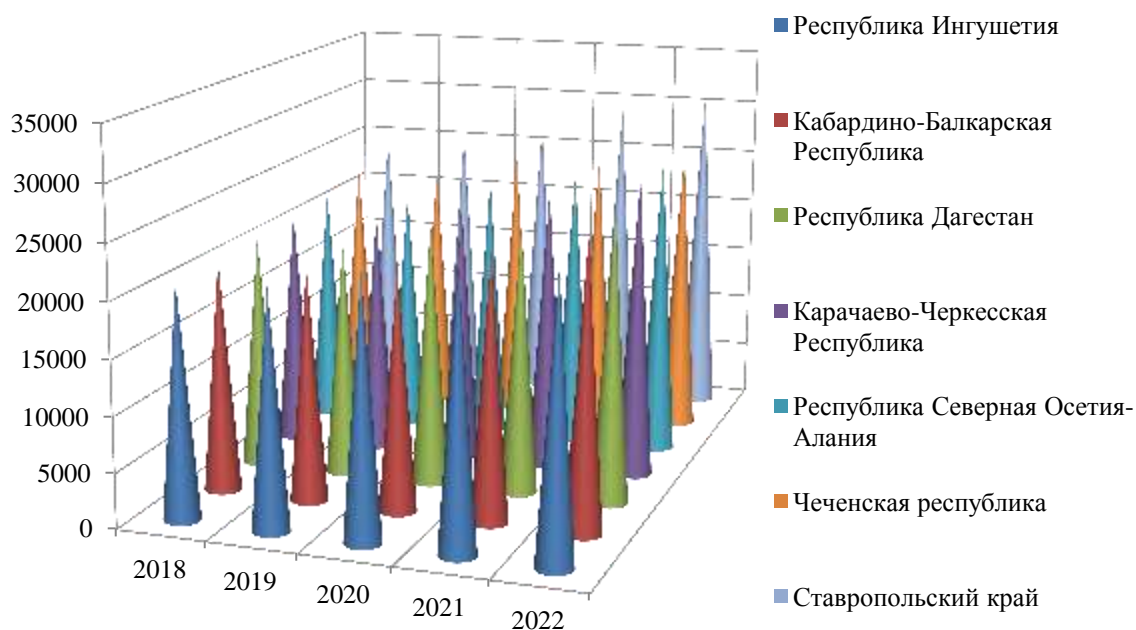 35000
30000
25000
20000
15000
10000
5000
0
2018
2019
2020
2021
2022
Республика Ингушетия
Кабардино-Балкарская
Республика
Республика Дагестан
Карачаево-Черкесская
Республика
Республика Северная Осетия-
Алания
Чеченская республика
Ставропольский край